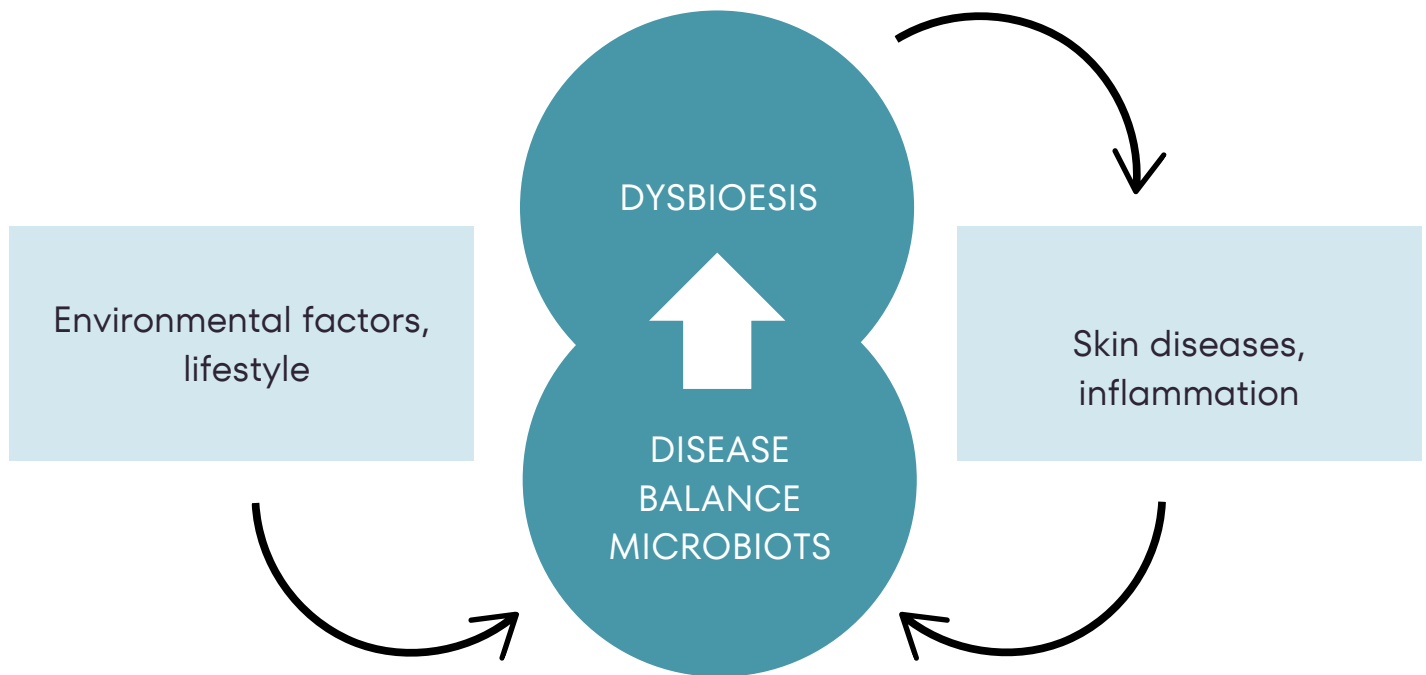 DYSBIOESIS
Environmental factors,
lifestyle
Skin diseases,
inflammation
DISEASE
BALANCE
MICROBIOTS